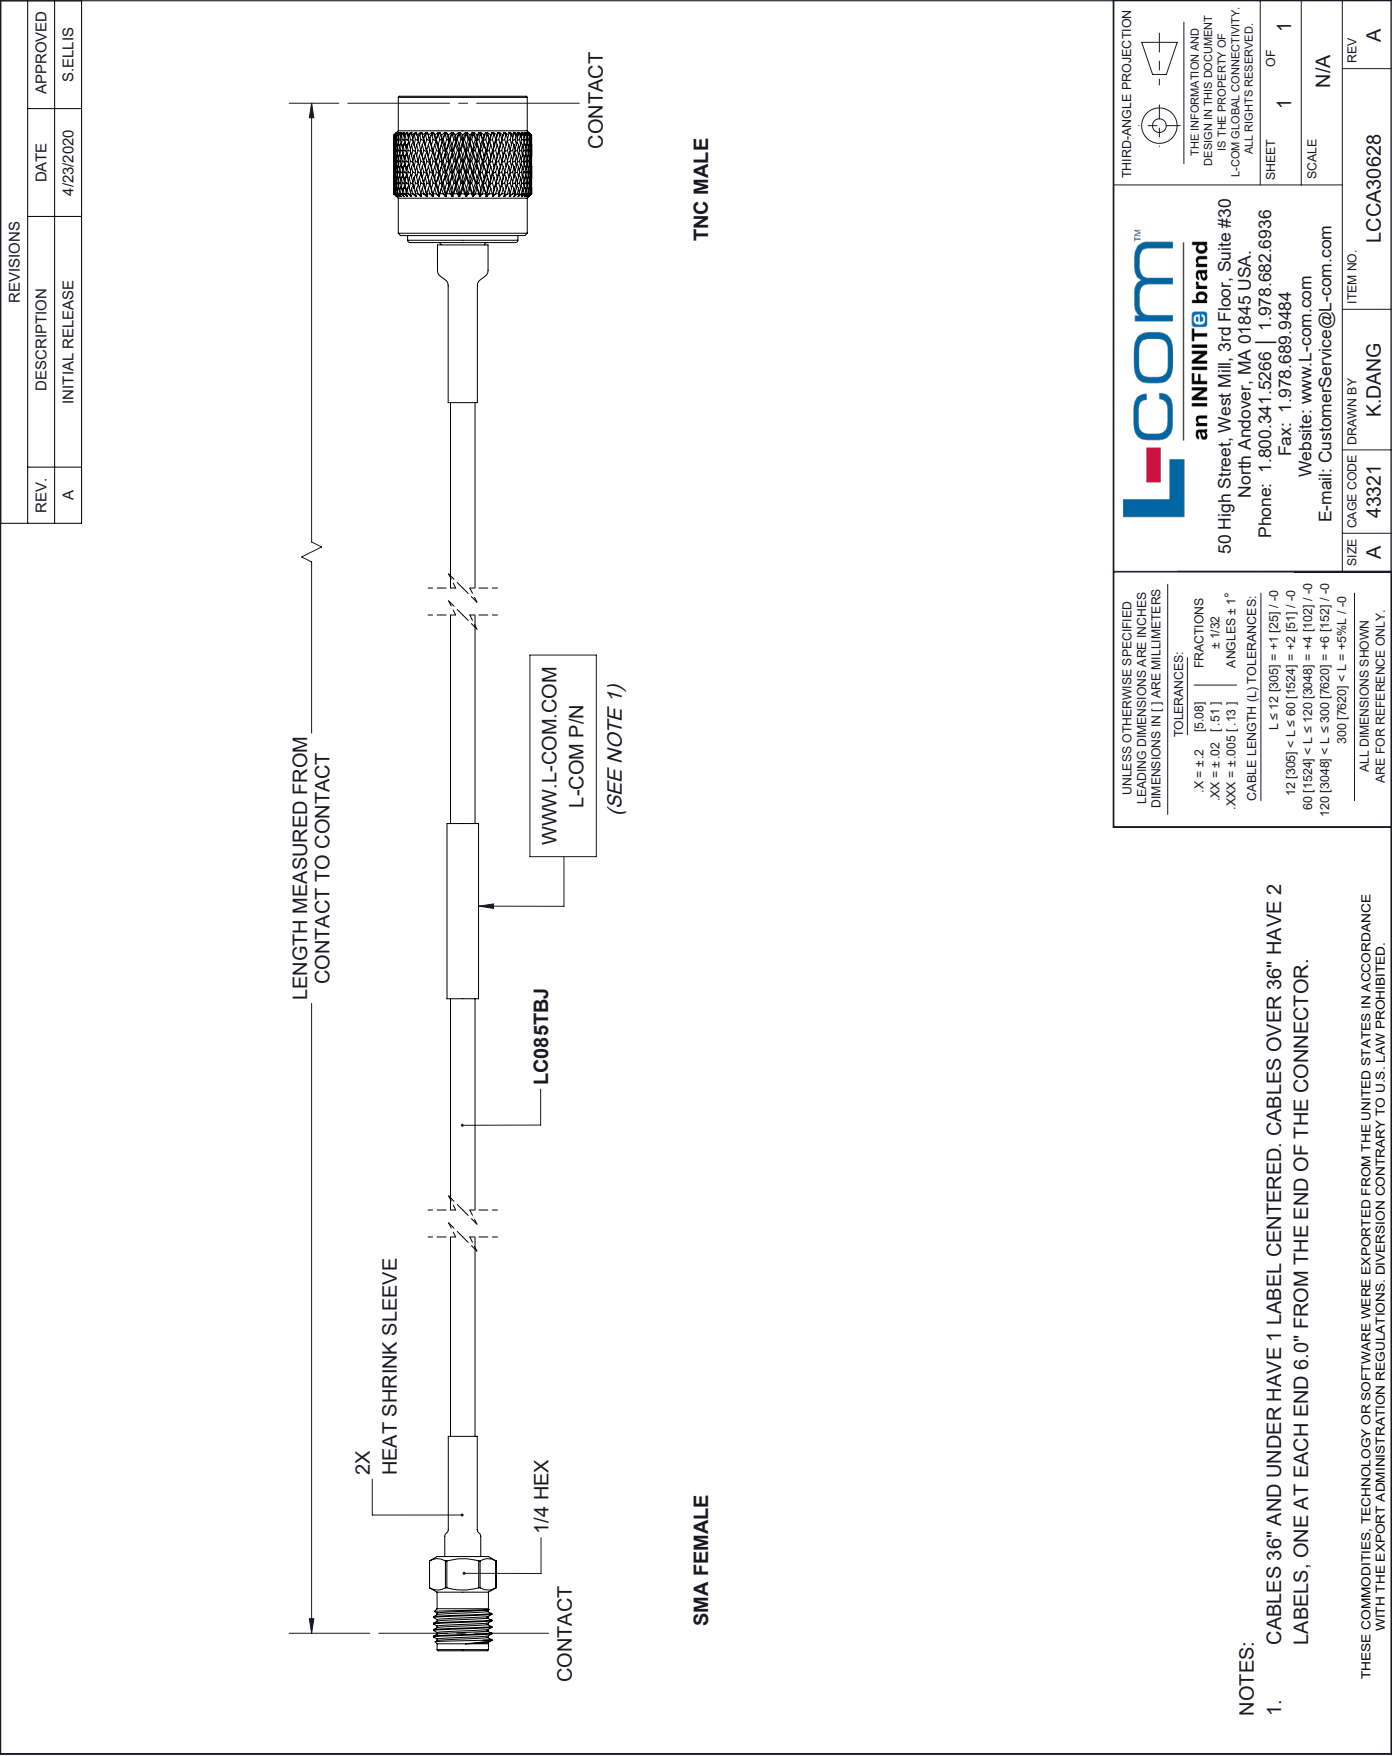 REVISIONS
REV.
DESCRIPTION
DATE
APPROVED
A
INITIAL RELEASE
4/23/2020
S.ELLIS
LENGTH MEASURED FROM
CONTACT TO CONTACT
2X
HEAT SHRINK SLEEVE
1/4 HEX
CONTACT
LC085TBJ
WWW.L-COM.COM
L-COM P/N
(SEE NOTE 1)
CONTACT
SMA FEMALE
TNC MALE
NOTES:
1. CABLES 36" AND UNDER HAVE 1 LABEL CENTERED. CABLES OVER 36" HAVE 2
LABELS, ONE AT EACH END 6.0" FROM THE END OF THE CONNECTOR.
THESE COMMODITIES, TECHNOLOGY OR SOFTWARE WERE EXPORTED FROM THE UNITED STATES IN ACCORDANCE
WITH THE EXPORT ADMINISTRATION REGULATIONS. DIVERSION CONTRARY TO U.S. LAW PROHIBITED.
UNLESS OTHERWISE SPECIFIED
LEADING DIMENSIONS ARE INCHES
DIMENSIONS IN [ ] ARE MILLIMETERS
TOLERANCES:
.X = ± .2 [5.08]
.XX = ± .02 [ .51 ]
.XXX = ± .005 [ .13 ]
FRACTIONS
± 1/32
ANGLES ± 1°
CABLE LENGTH (L) TOLERANCES:
L ≤ 12 [305] = +1 [25] / -0
12 [305] < L ≤ 60 [1524] = +2 [51] / -0
60 [1524] < L ≤ 120 [3048] = +4 [102] / -0
120 [3048] < L ≤ 300 [7620] = +6 [152] / -0
300 [7620] < L = +5%L / -0
ALL DIMENSIONS SHOWN
ARE FOR REFERENCE ONLY.
L-com™
an INFINITe brand
50 High Street, West Mill, 3rd Floor, Suite #30
North Andover, MA 01845 USA.
Phone: 1.800.341.5266 | 1.978.682.6936
Fax: 1.978.689.9484
Website: www.L-com.com
E-mail: CustomerService@L-com.com
THIRD-ANGLE PROJECTION
THE INFORMATION AND
DESIGN IN THIS DOCUMENT
IS THE PROPERTY OF
L-COM GLOBAL CONNECTIVITY.
ALL RIGHTS RESERVED.
SHEET 1 OF 1
SCALE N/A
SIZE
A
CAGE CODE
43321
DRAWN BY
K.DANG
ITEM NO.
LCCA30628
REV
A